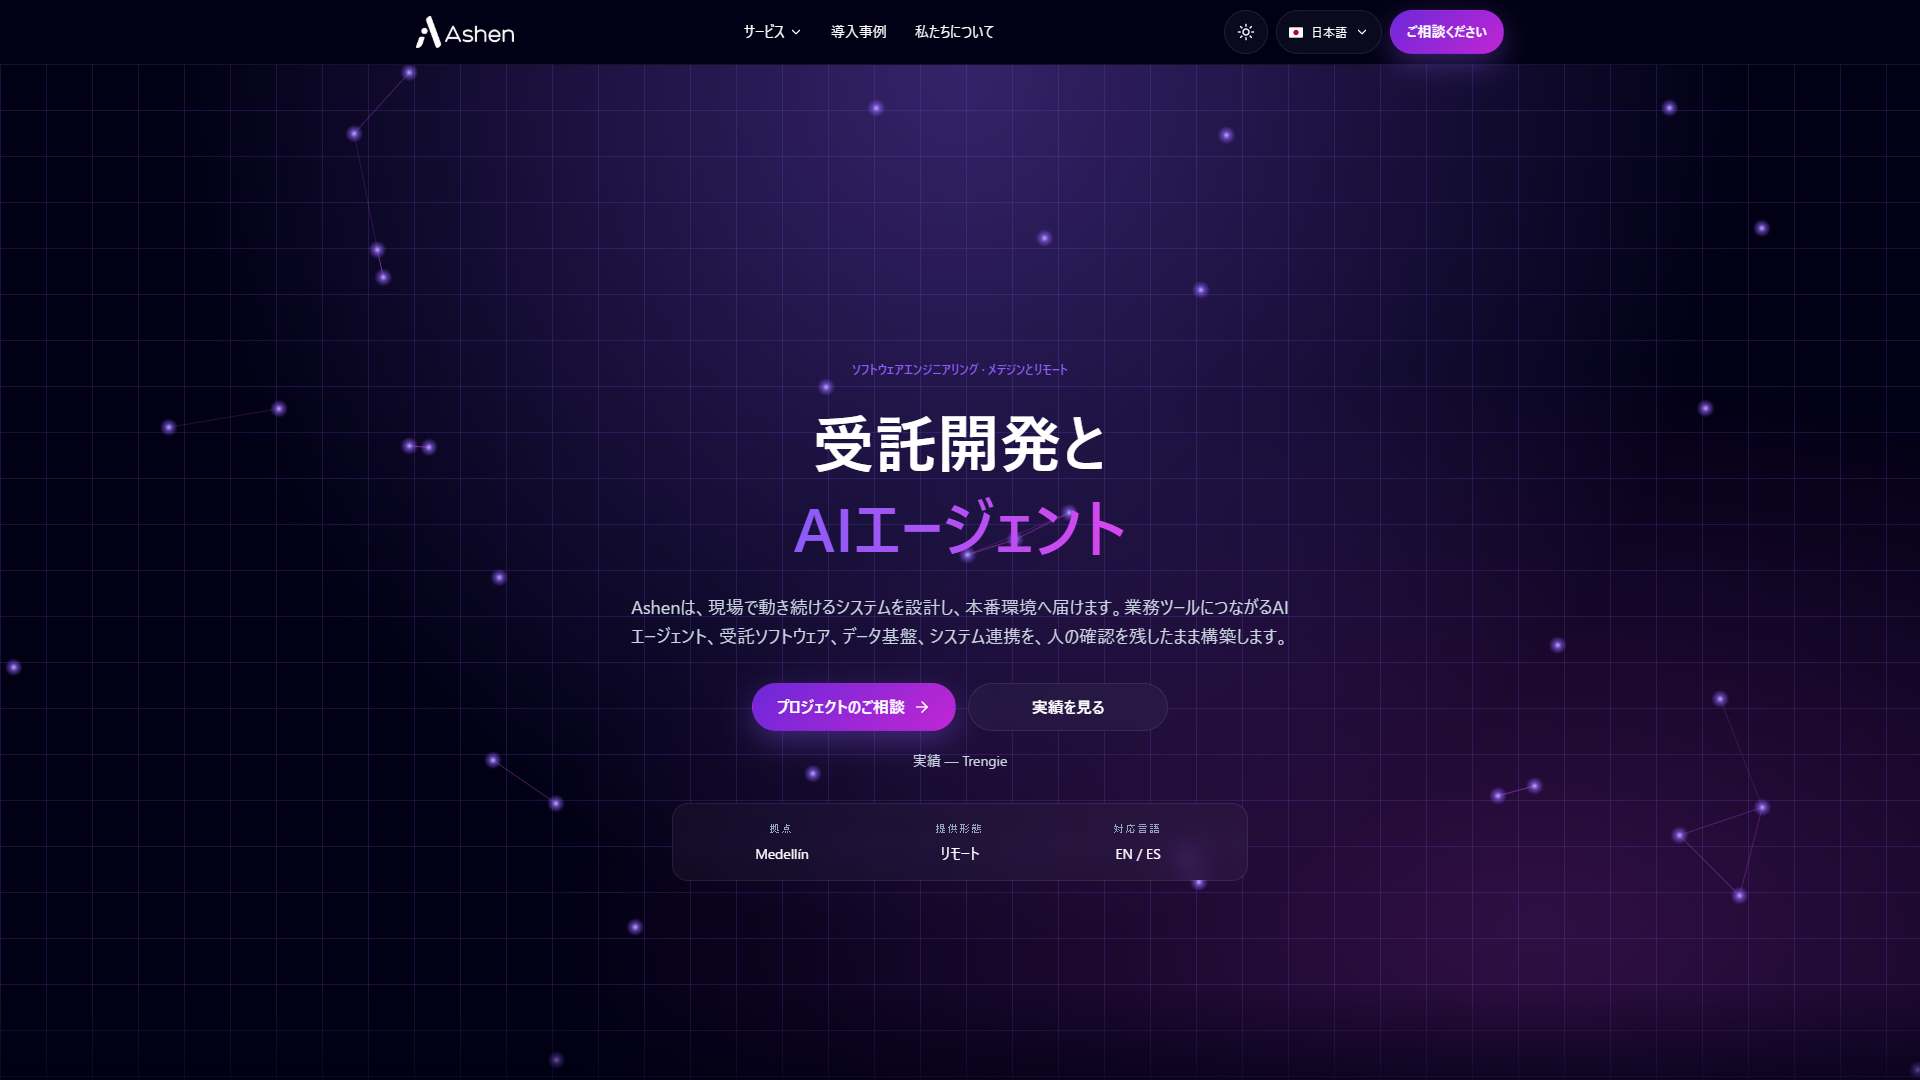 Ashen
サービス
導入事例
私たちについて
日本語
ご相談ください
ソフトウェアエンジニアリング · メデジンとリモート
受託開発と
AIエージェント
Ashenは、現場で動き続けるシステムを設計し、本番環境へ届けます。業務ツールにつながるAI
エージェント、受託ソフトウェア、データ基盤、システム連携を、人の確認を残したまま構築します。
プロジェクトのご相談 →
実績を見る
実績 — Trengie
拠点
Medellín
提供形態
リモート
対応言語
EN / ES